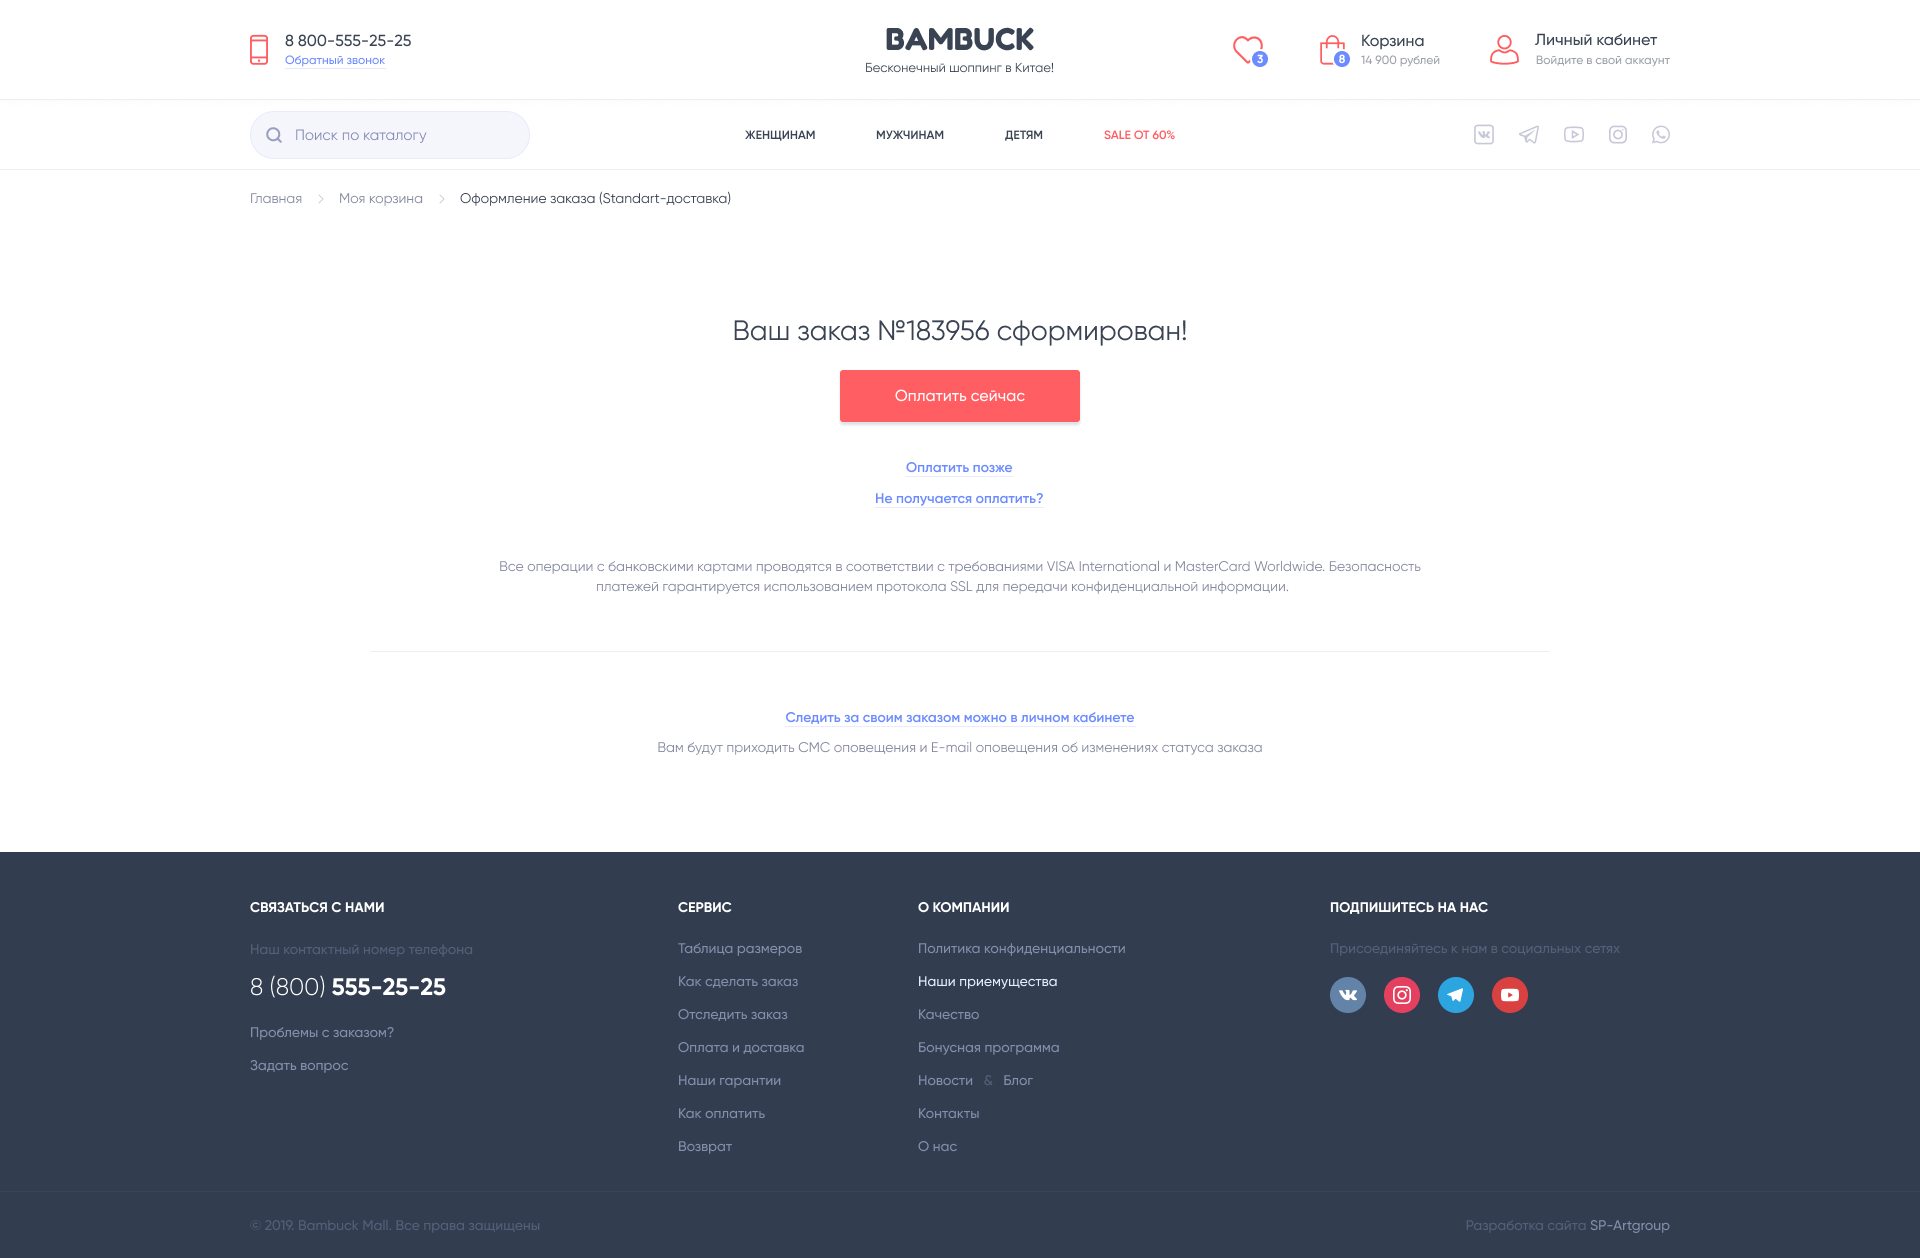 8 800-555-25-25
Обратный звонок
BAMBUCK
Бесконечный шоппинг в Китае!
3
8
Корзина
14 900 рублей
Личный кабинет
Войдите в свой аккаунт
Поиск по каталогу
ЖЕНЩИНАМ
МУЖЧИНАМ
ДЕТЯМ
SALE ОТ 60%
Главная
Моя корзина
Оформление заказа (Standart-доставка)
Ваш заказ №183956 сформирован!
Оплатить сейчас
Оплатить позже
Не получается оплатить?
Все операции с банковскими картами проводятся в соответствии с требованиями VISA International и MasterCard Worldwide. Безопасность
платежей гарантируется использованием протокола SSL для передачи конфиденциальной информации.
Следить за своим заказом можно в личном кабинете
Вам будут приходить СМС оповещения и E-mail оповещения об изменениях статуса заказа
СВЯЗАТЬСЯ С НАМИ
Наш контактный номер телефона
8 (800) 555-25-25
Проблемы с заказом?
Задать вопрос
СЕРВИС
Таблица размеров
Как сделать заказ
Отследить заказ
Оплата и доставка
Наши гарантии
Как оплатить
Возврат
О КОМПАНИИ
Политика конфиденциальности
Наши приемущества
Качество
Бонусная программа
Новости & Блог
Контакты
О нас
ПОДПИШИТЕСЬ НА НАС
Присоединяйтесь к нам в социальных сетях
© 2019. Bambuck Mall. Все права защищены
Разработка сайта SP-Artgroup